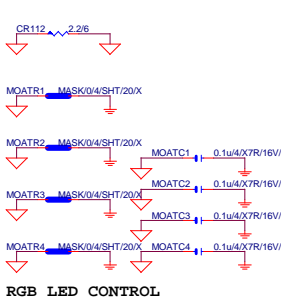 CR112 2.2/6
MOATR1 MASK/0/4/SHT/20/X
MOATR2 MASK/0/4/SHT/20/X
MOATC1 0.1u/4/X7R/16V/
MOATC2 0.1u/4/X7R/16V/
MOATR3 MASK/0/4/SHT/20/X
MOATC3 0.1u/4/X7R/16V/
MOATR4 MASK/0/4/SHT/20/X MOATC4 0.1u/4/X7R/16V/
RGB LED CONTROL